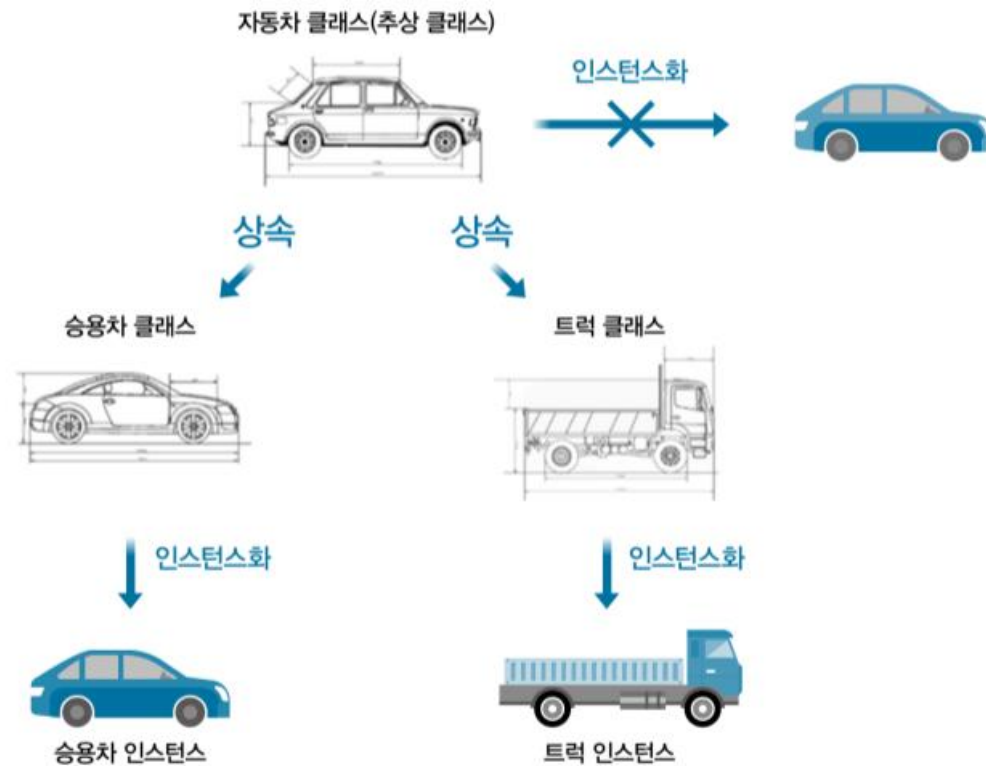 자동차 클래스(추상 클래스)
인스턴스화
상속
상속
승용차 클래스
트럭 클래스
인스턴스화
인스턴스화
승용차 인스턴스
트럭 인스턴스